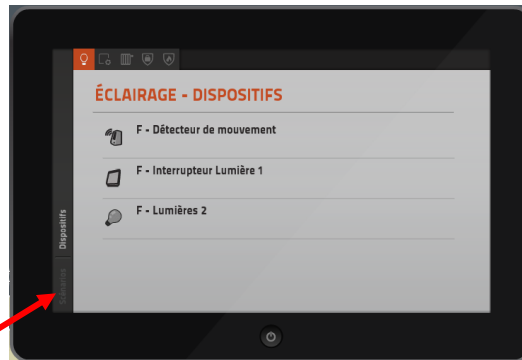 ÉCLAIRAGE - DISPOSITIFS
F - Détecteur de mouvement
F - Interrupteur Lumière 1
F - Lumières 2
Dispositifs
Scénarios